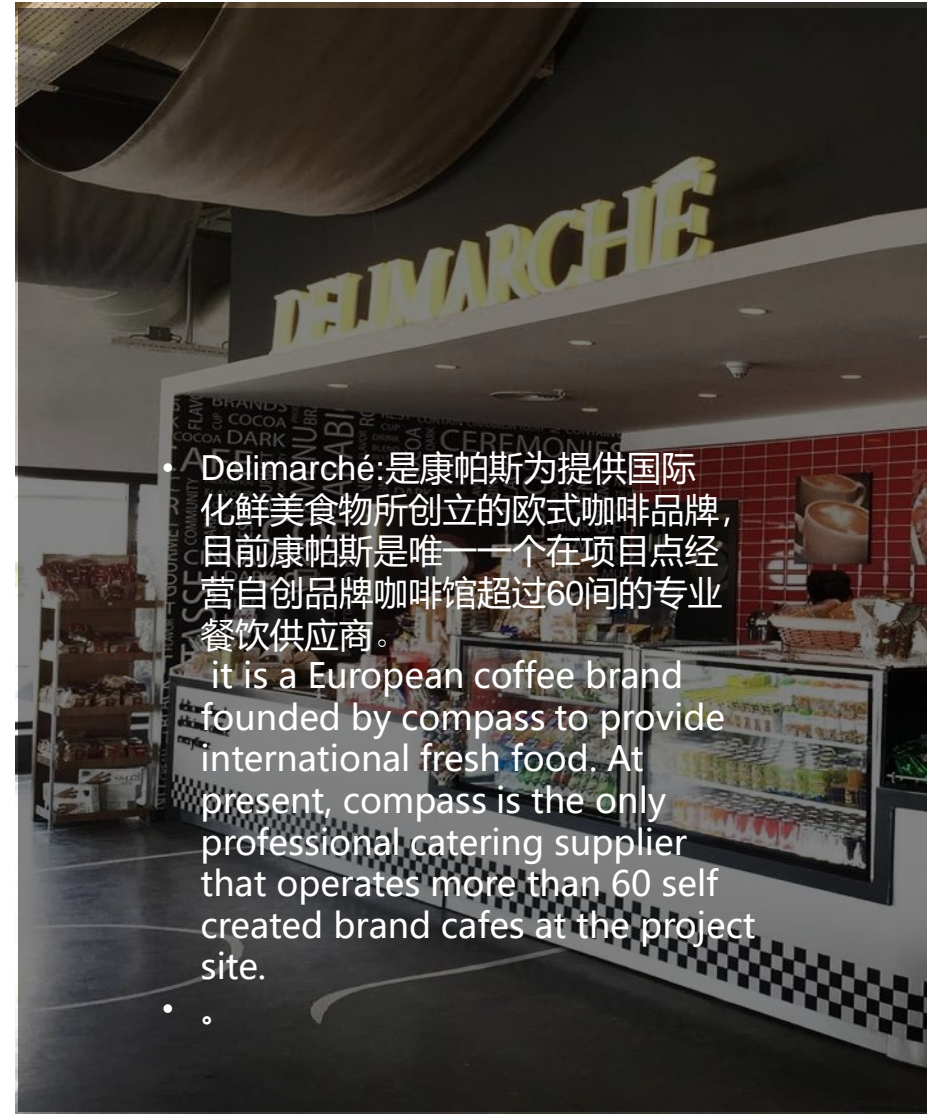 DELIMARCHÉ
BRANDS
COCOA
CUP
COCOA DARK
CEREMONIES
• Delimarché:是康帕斯为提供国际
化鲜美食物所创立的欧式咖啡品牌，
目前康帕斯是唯一一个在项目点经
营自创品牌咖啡馆超过60间的专业
餐饮供应商。
it is a European coffee brand
founded by compass to provide
international fresh food. At
present, compass is the only
professional catering supplier
that operates more than 60 self
created brand cafes at the project
site.
• 。